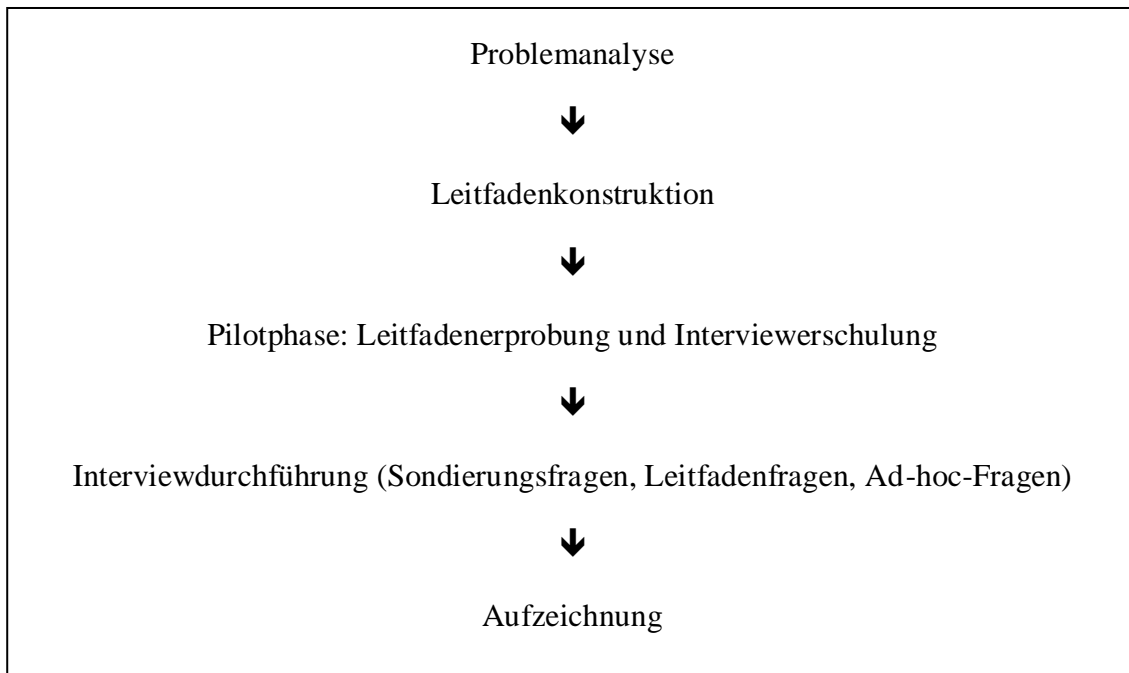 Problemanalyse
Leitfadenkonstruktion
Pilotphase: Leitfadenerprobung und Interviewerschulung
Interviewdurchführung (Sondierungsfragen, Leitfadenfragen, Ad-hoc-Fragen)
Aufzeichnung